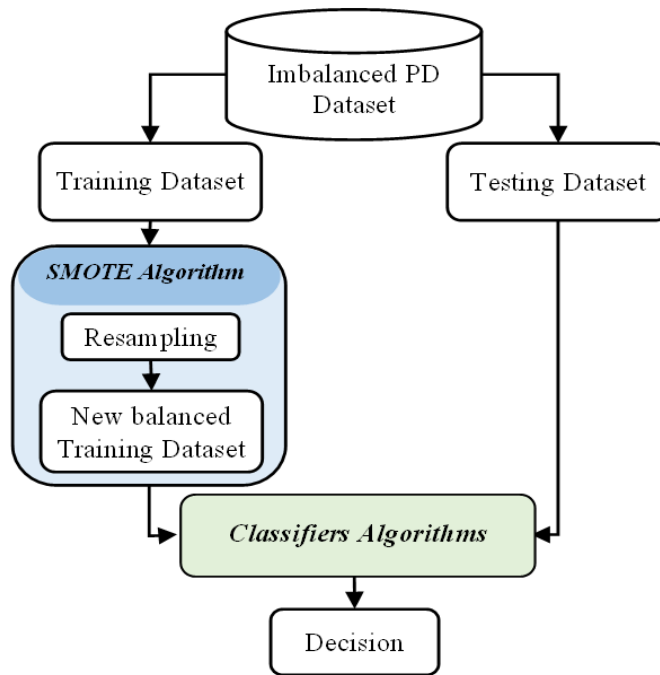 Imbalanced PD
Dataset
Training Dataset
Testing Dataset
SMOTE Algorithm
Resampling
New balanced
Training Dataset
Classifiers Algorithms
Decision